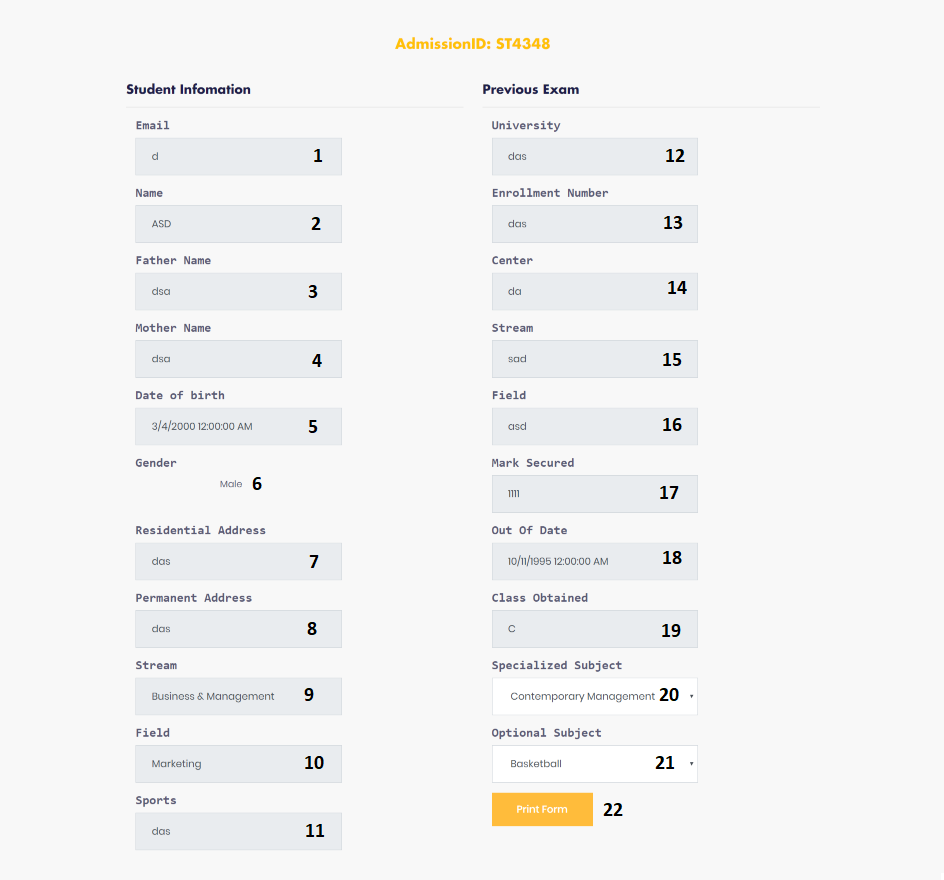 AdmissionID: ST4348
Student Infomation
Email
d 1
Name
ASD 2
Father Name
dsa 3
Mother Name
dsa 4
Date of birth
3/4/2000 12:00:00 AM 5
Gender
Male 6
Residential Address
das 7
Permanent Address
das 8
Stream
Business & Management 9
Field
Marketing 10
Sports
das 11
Previous Exam
University
das 12
Enrollment Number
das 13
Center
da 14
Stream
sad 15
Field
asd 16
Mark Secured
1111 17
Out Of Date
10/11/1995 12:00:00 AM 18
Class Obtained
C 19
Specialized Subject
Contemporary Management 20
Optional Subject
Basketball 21
Print Form 22